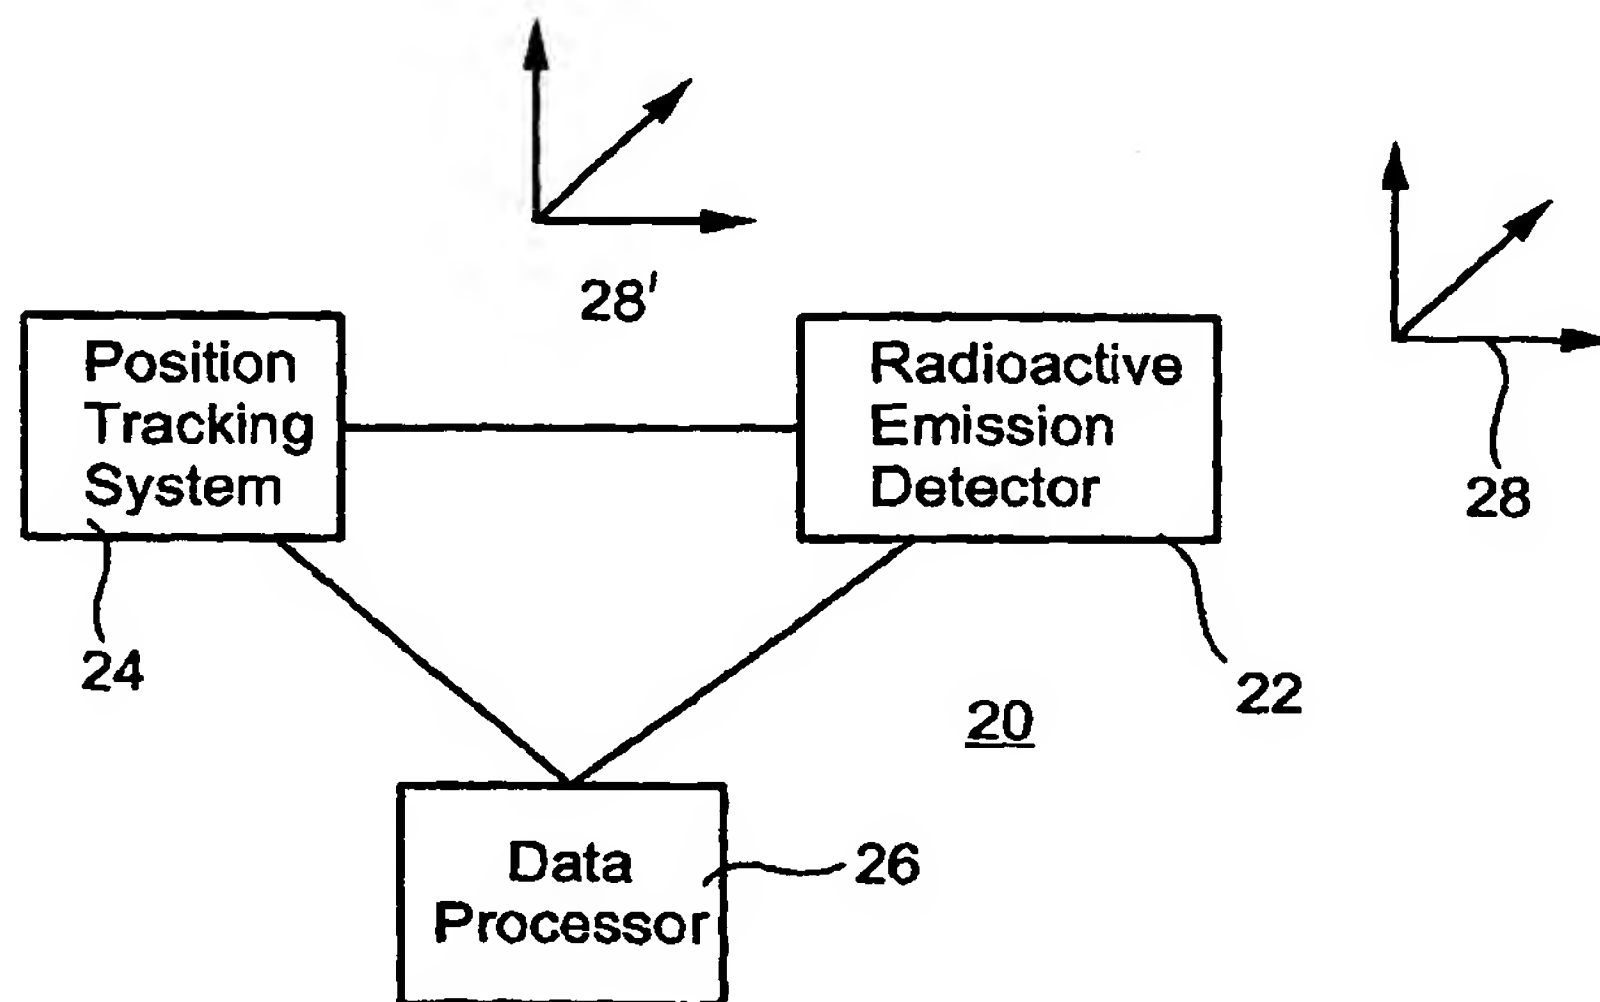 28'
Position
Tracking
System
Radioactive
Emission
Detector
28
24
22
20
Data
Processor
26